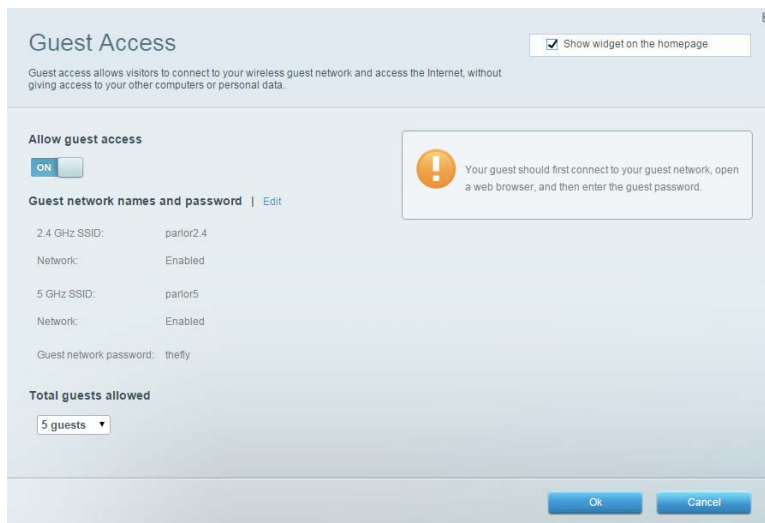 Guest Access
Show widget on the homepage
Guest access allows visitors to connect to your wireless guest network and access the Internet, without
giving access to your other computers or personal data.
Allow guest access
ON
Your guest should first connect to your guest network, open
a web browser, and then enter the guest password.
Guest network names and password | Edit
2.4 GHz SSID: parlor2.4
Network: Enabled
5 GHz SSID: parlor5
Network: Enabled
Guest network password: thefly
Total guests allowed
5 guests
Ok Cancel